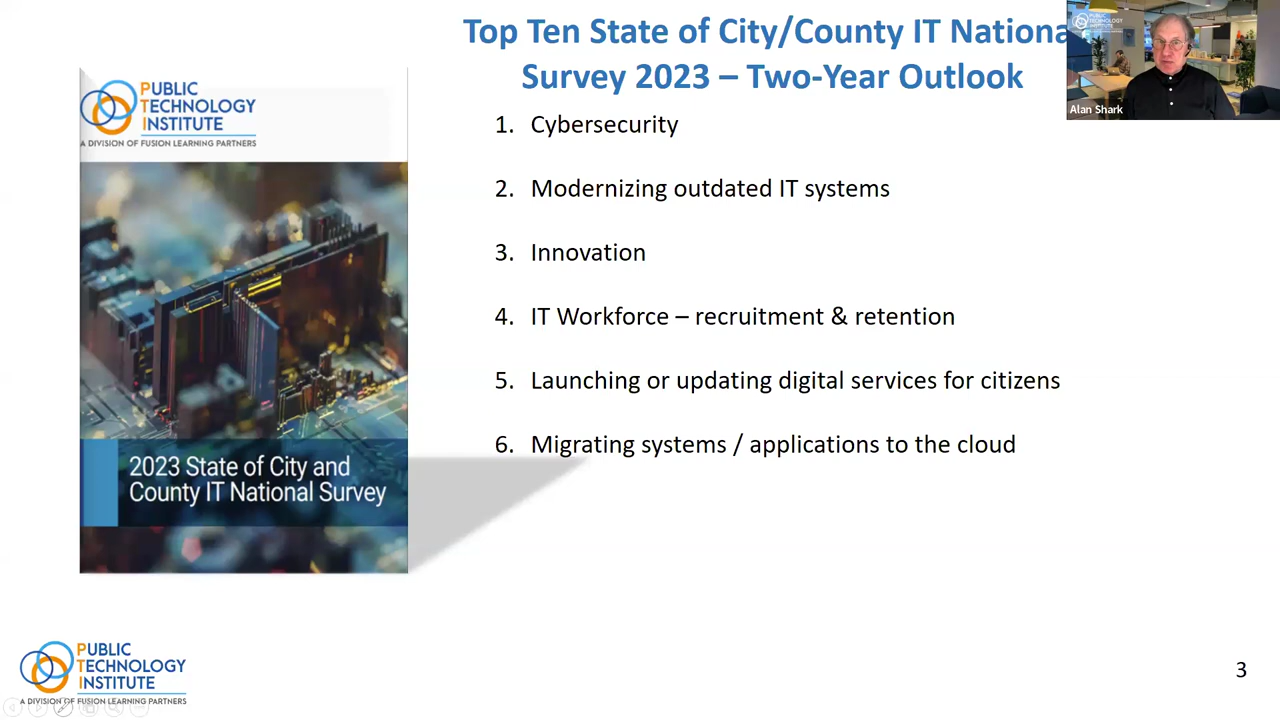 Top Ten State of City/County IT Nationa
Survey 2023 – Two-Year Outlook
PUBLIC
TECHNOLOGY
INSTITUTE
A DIVISION OF FUSION LEARNING PARTNERS
2023 State of City and
County IT National Survey
1. Cybersecurity
2. Modernizing outdated IT systems
3. Innovation
4. IT Workforce – recruitment & retention
5. Launching or updating digital services for citizens
6. Migrating systems / applications to the cloud
PUBLIC
TECHNOLOGY
INSTITUTE
Alan Shark
PUBLIC
TECHNOLOGY
INSTITUTE
A DIVISION OF FUSION LEARNING PARTNERS
3